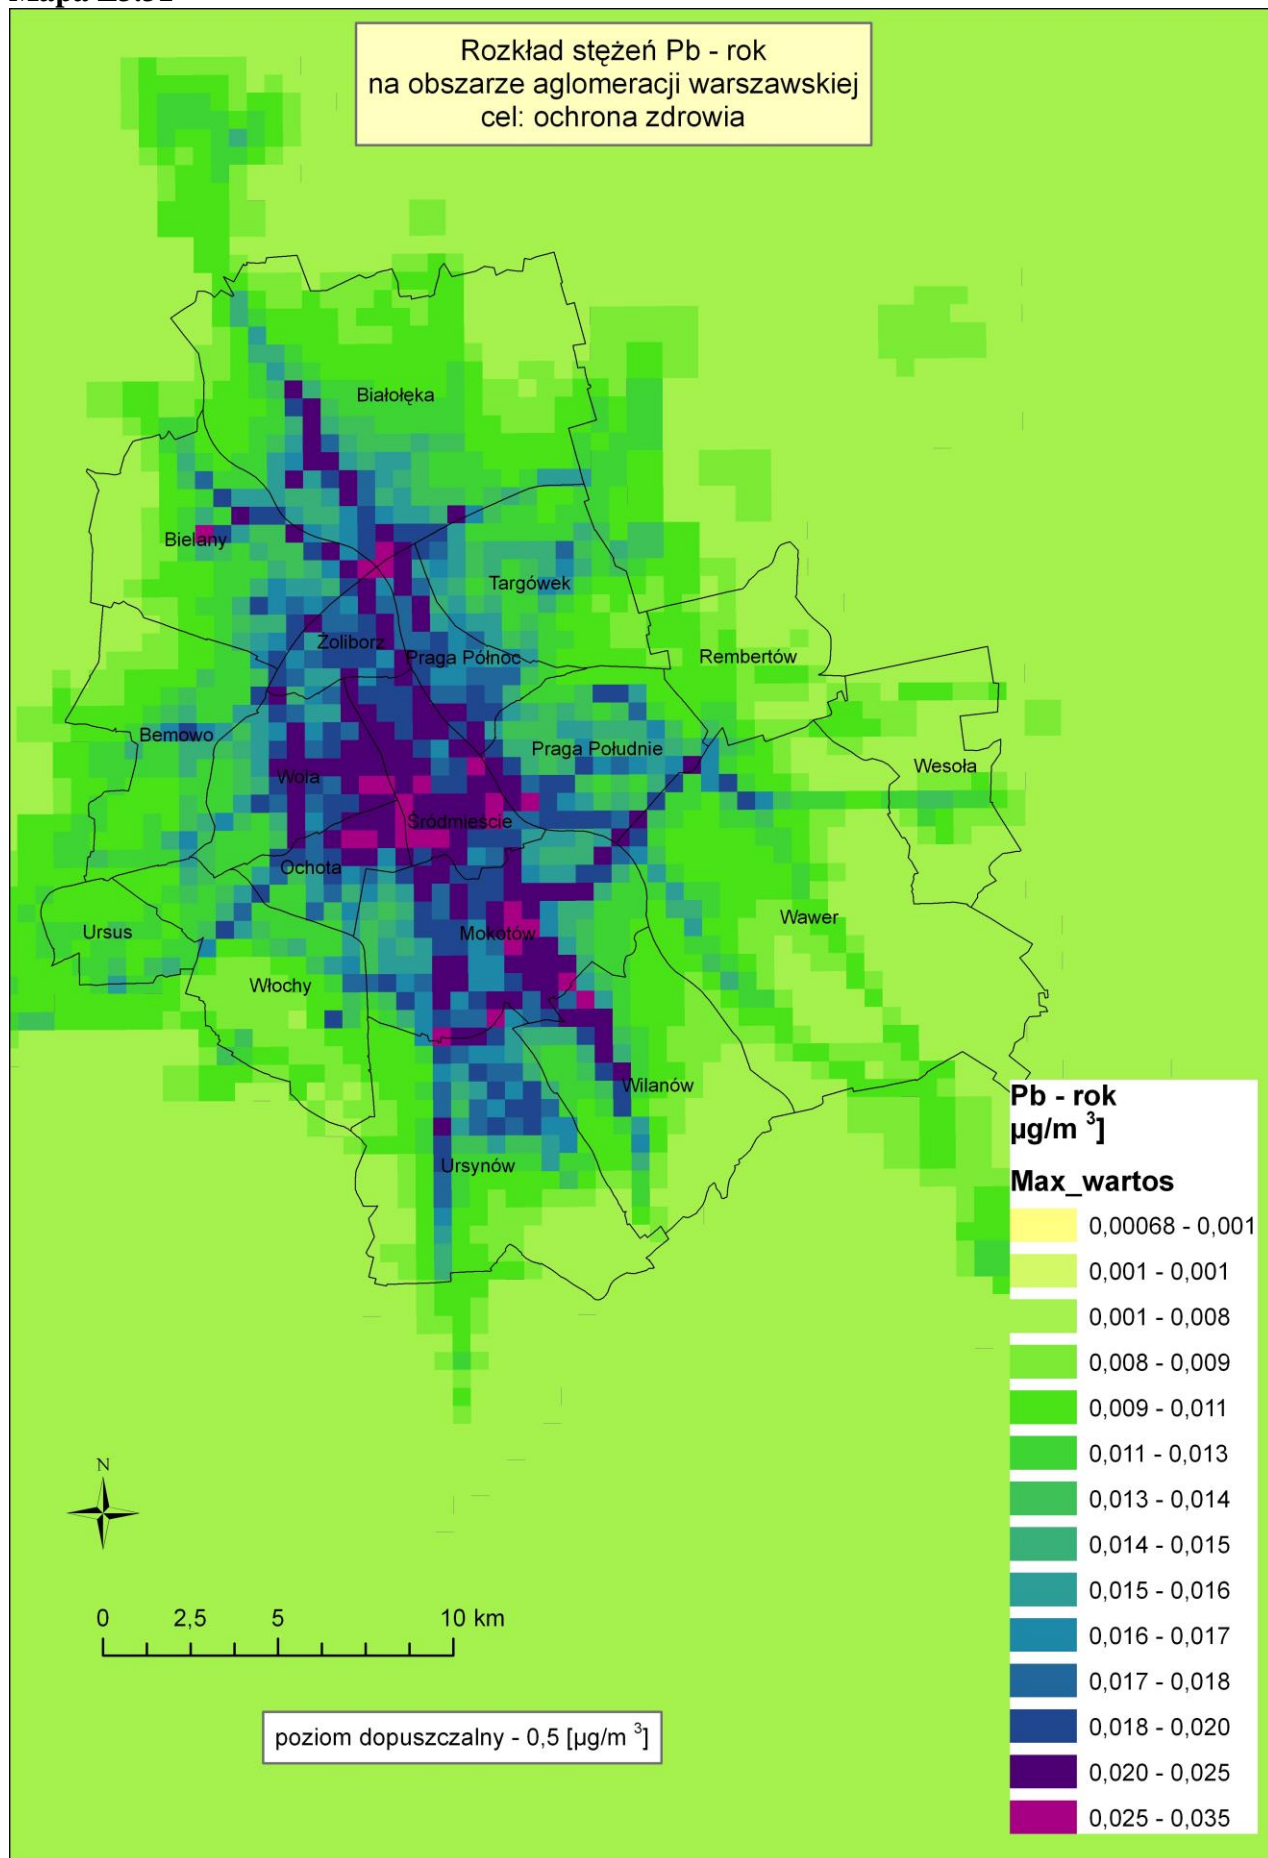 Rozkład stężeń Pb - rok
na obszarze aglomeracji warszawskiej
cel: ochrona zdrowia
Białołęka
Bielany
Targówek
Żoliborz
Praga Północ
Rembertów
Bemowo
Praga Południe
Wesoła
Wola
Śródmiescie
Ochota
Ursus
Mokotów
Wawer
Włochy
Wilanów
Ursynów
Pb - rok
µg/m ³]
Max_wartos
0,00068 - 0,001
0,001 - 0,001
0,001 - 0,008
0,008 - 0,009
0,009 - 0,011
0,011 - 0,013
0,013 - 0,014
0,014 - 0,015
0,015 - 0,016
0,016 - 0,017
0,017 - 0,018
0,018 - 0,020
0,020 - 0,025
0,025 - 0,035
N
0 2,5 5 10 km
poziom dopuszczalny - 0,5 [µg/m ³]